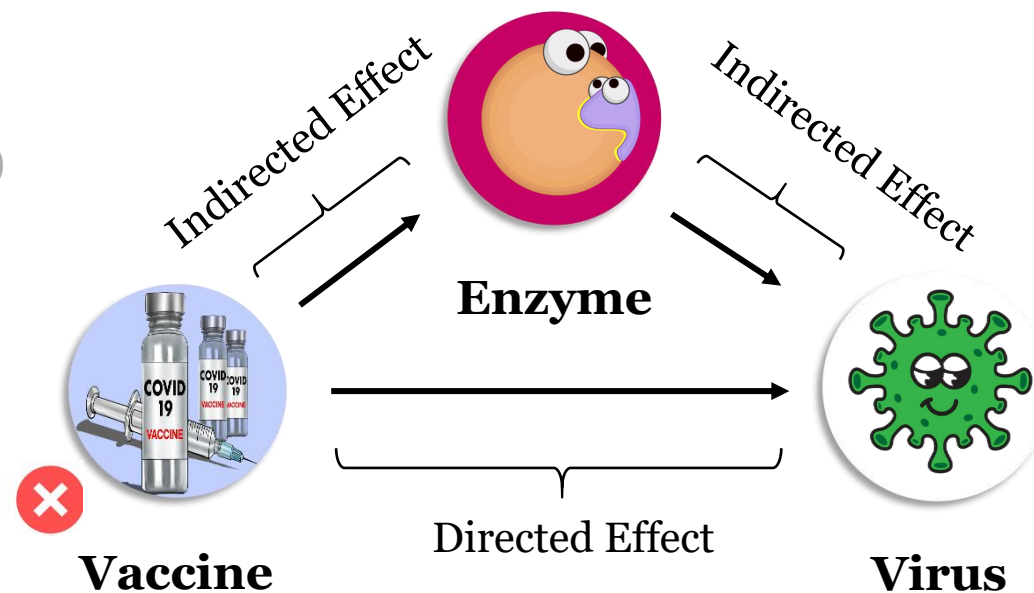 Indirected Effect
Indirected Effect
Enzyme
COVID
19
VACCINE
COVID
19
VACCINE
COVID
19
VACCINE
Directed Effect
Vaccine
Virus